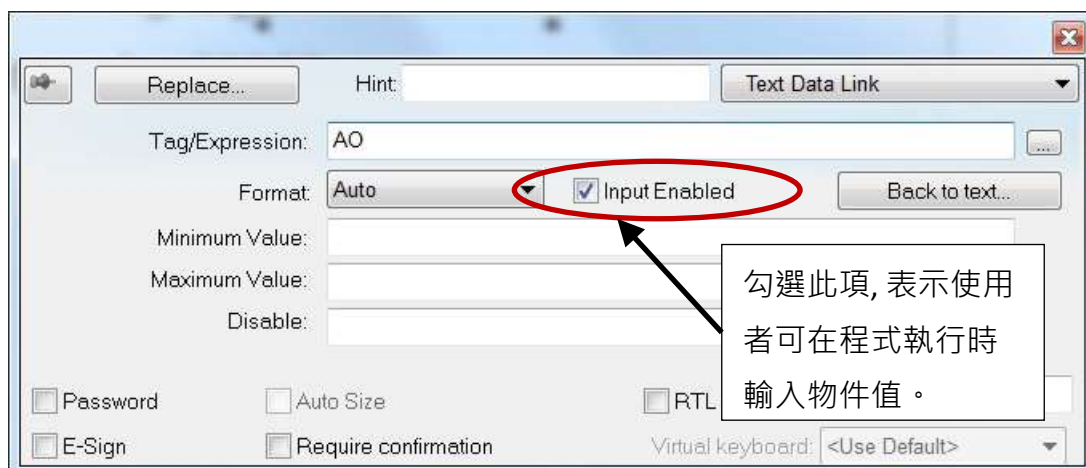 Replace... Hint: Text Data Link
Tag/Expression: AO ...
Format: Auto Input Enabled Back to text...
Minimum Value:
Maximum Value:
Disable:
勾選此項, 表示使用
者可在程式執行時
輸入物件值。
Password Auto Size RTL
E-Sign Require confirmation Virtual keyboard: <Use Default>